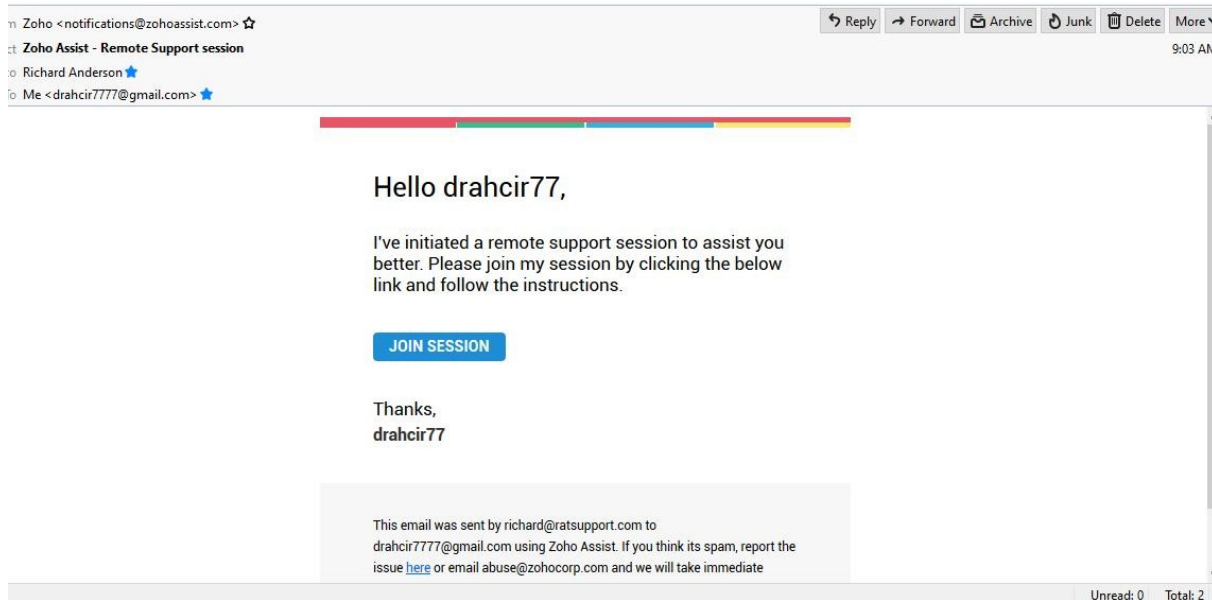 Zoho <notifications@zohoassist.com>
Reply Forward Archive Junk Delete More
Zoho Assist - Remote Support session
9:03 AM
Richard Anderson
Me <drahcir7777@gmail.com>
Hello drahcir77,
I've initiated a remote support session to assist you
better. Please join my session by clicking the below
link and follow the instructions.
JOIN SESSION
Thanks,
drahcir77
This email was sent by richard@ratsupport.com to
drahcir7777@gmail.com using Zoho Assist. If you think its spam, report the
issue here or email abuse@zohocorp.com and we will take immediate
Unread: 0 Total: 2